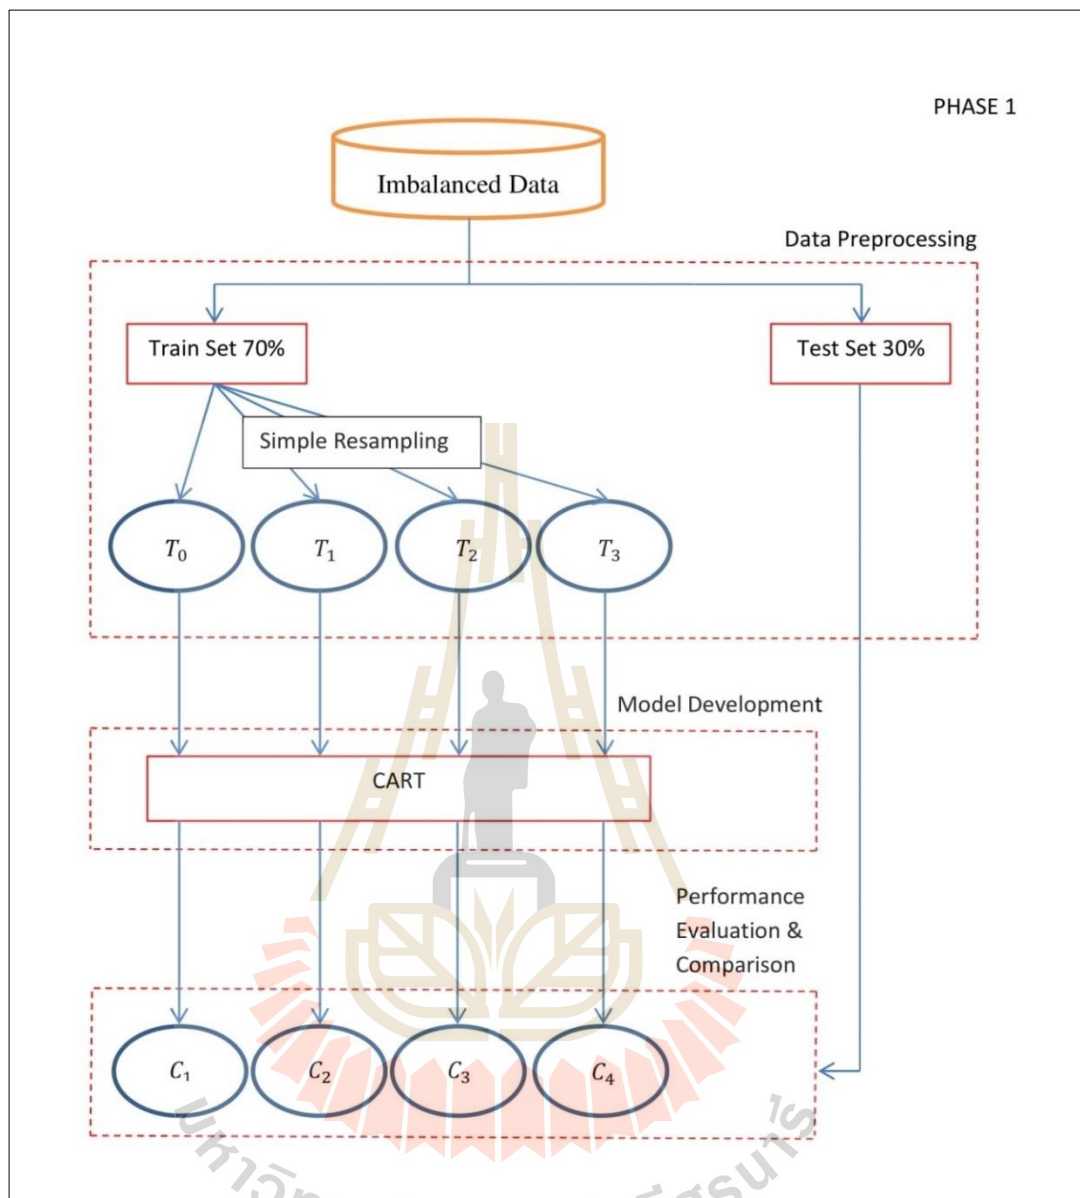 PHASE 1
Imbalanced Data
Data Preprocessing
Train Set 70%
Test Set 30%
Simple Resampling
T₀
T₁
T₂
T₃
Model Development
CART
Performance
Evaluation &
Comparison
C₁
C₂
C₃
C₄